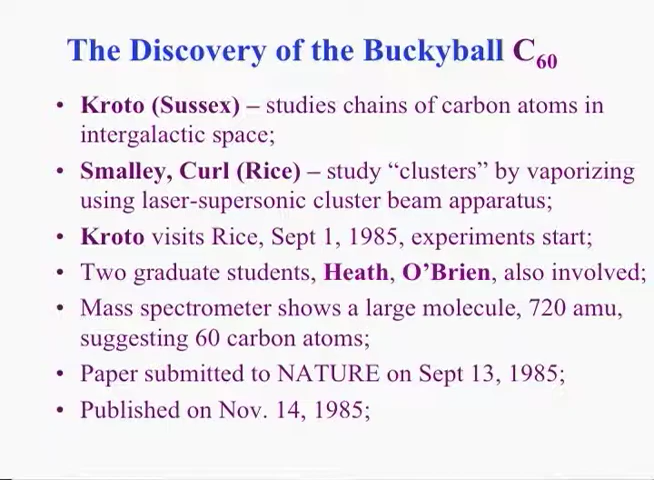 The Discovery of the Buckyball C60
• Kroto (Sussex) – studies chains of carbon atoms in
intergalactic space;
• Smalley, Curl (Rice) – study “clusters” by vaporizing
using laser-supersonic cluster beam apparatus;
• Kroto visits Rice, Sept 1, 1985, experiments start;
• Two graduate students, Heath, O’Brien, also involved;
• Mass spectrometer shows a large molecule, 720 amu,
suggesting 60 carbon atoms;
• Paper submitted to NATURE on Sept 13, 1985;
• Published on Nov. 14, 1985;